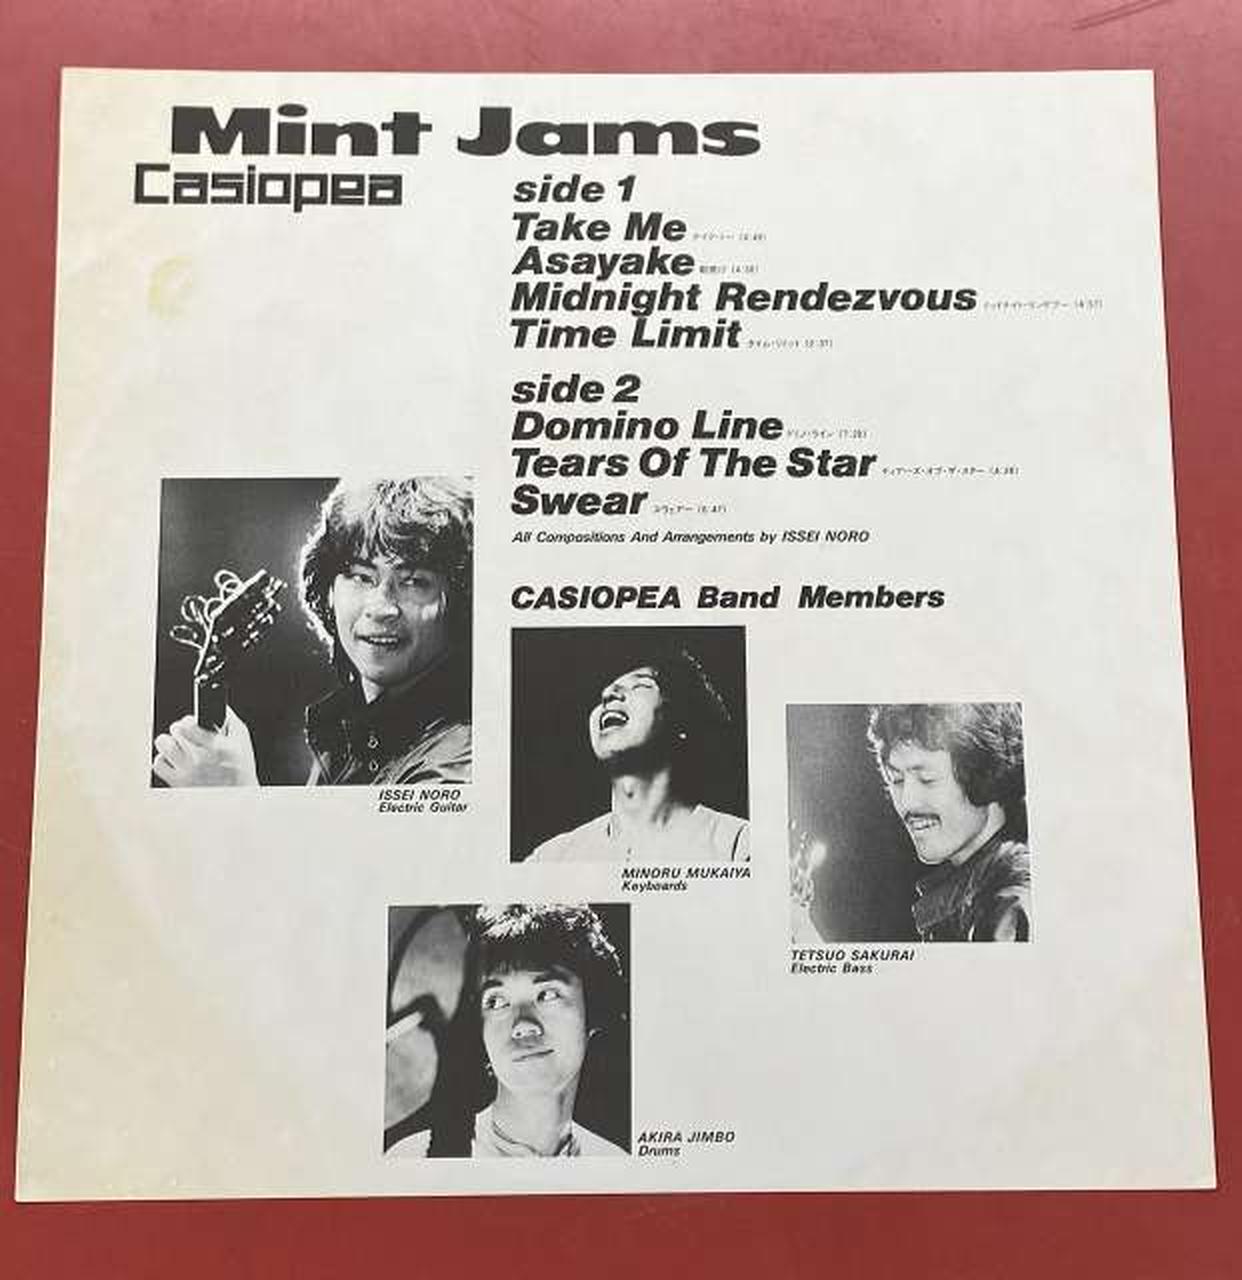 Mint Jams
Casiopea
side 1
Take Me
Asayake
Midnight Rendezvous
Time Limit
side 2
Domino Line
Tears Of The Star
Swear
All Compositions And Arrangements by ISSEI NORO
CASIOPEA Band Members
ISSEI NORO
Electric Guitar
MINORU MUKAIYA
Keyboards
TETSUO SAKURAI
Electric Bass
AKIRA JIMBO
Drums